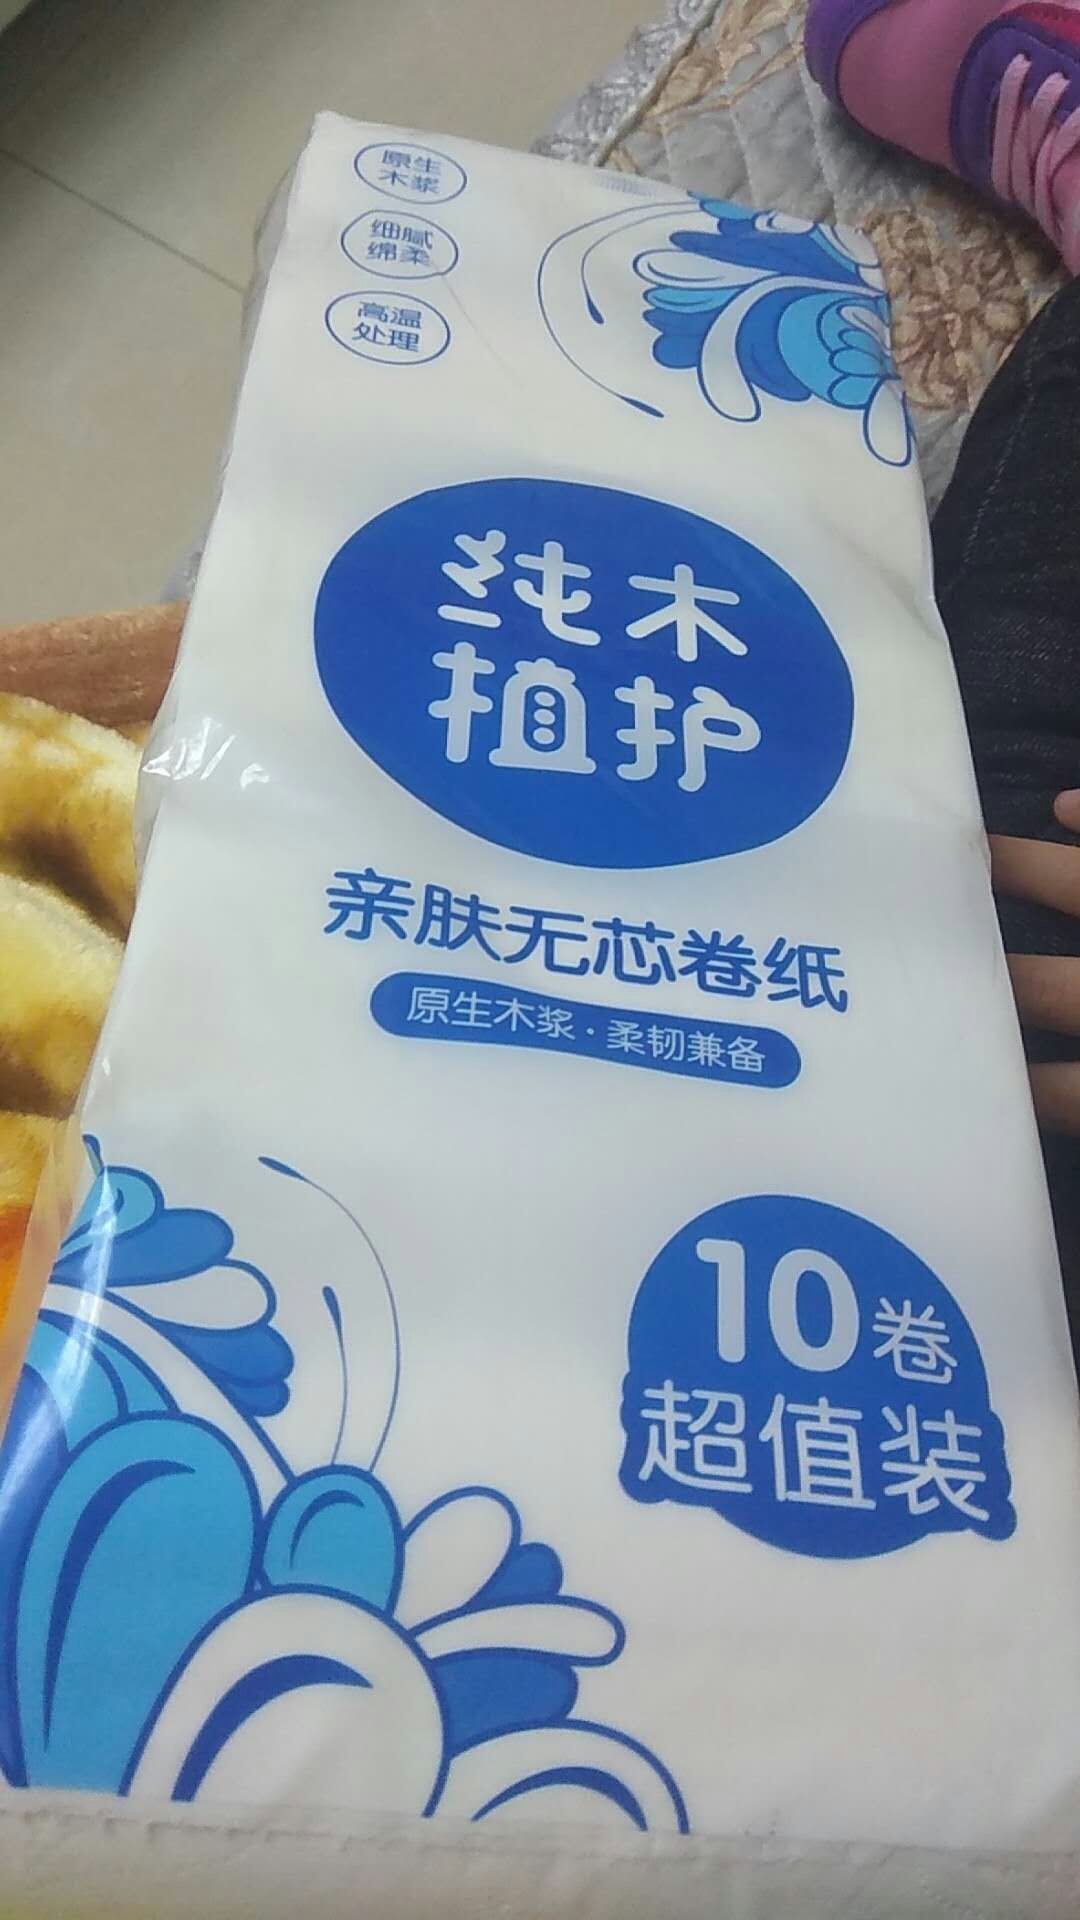 原生
木浆
细腻
绵柔
高温
处理
纯木
植护
亲肤无芯卷纸
原生木浆·柔韧兼备
10卷
超值装